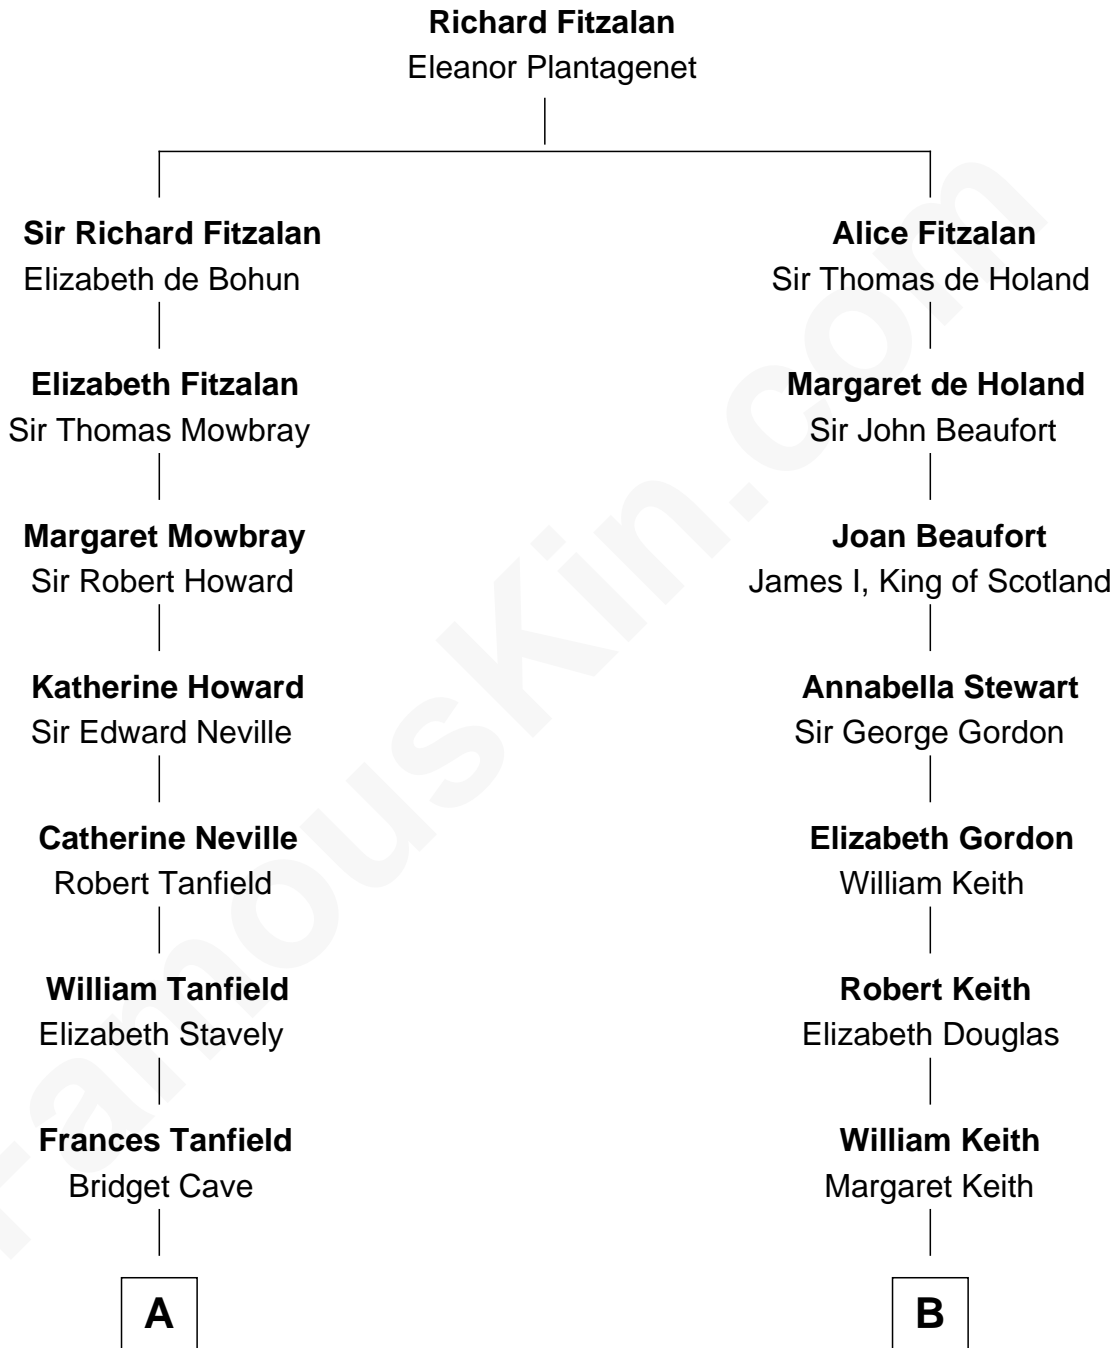 Richard Fitzalan
Eleanor Plantagenet
Sir Richard Fitzalan
Elizabeth de Bohun
Alice Fitzalan
Sir Thomas de Holand
Elizabeth Fitzalan
Sir Thomas Mowbray
Margaret de Holand
Sir John Beaufort
Margaret Mowbray
Sir Robert Howard
Joan Beaufort
James I, King of Scotland
Katherine Howard
Sir Edward Neville
Annabella Stewart
Sir George Gordon
Catherine Neville
Robert Tanfield
Elizabeth Gordon
William Keith
William Tanfield
Elizabeth Stavely
Robert Keith
Elizabeth Douglas
Frances Tanfield
Bridget Cave
William Keith
Margaret Keith
A
B
FamousKin.com